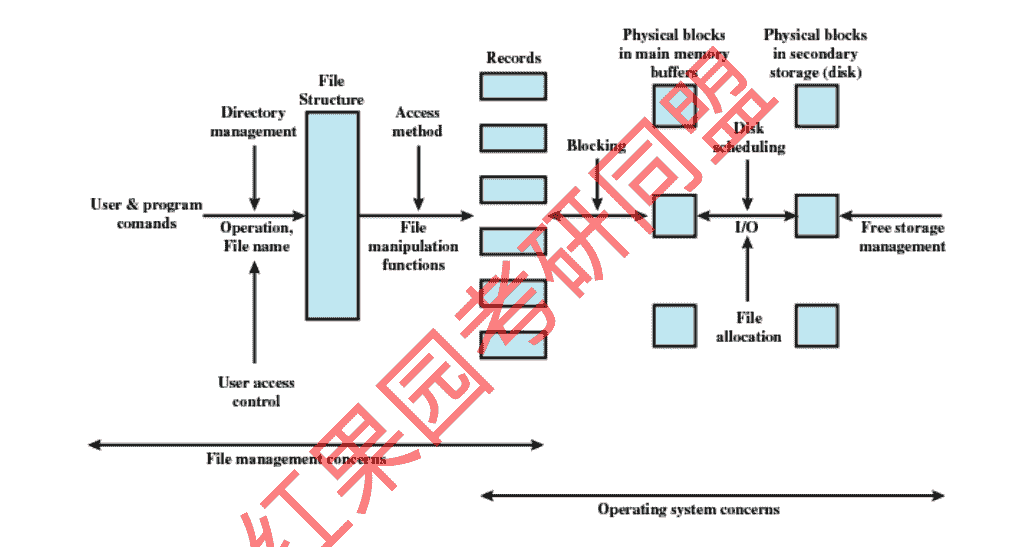 Physical blocks
in main memory
buffers
Physical blocks
in secondary
storage (disk)
Records
File
Structure
Directory
management
Access
method
Blocking
Disk
scheduling
User & program
comands
Operation,
File name
File
manipulation
functions
I/O
Free storage
management
File
allocation
User access
control
File management concerns
Operating system concerns
红果园考研同盟